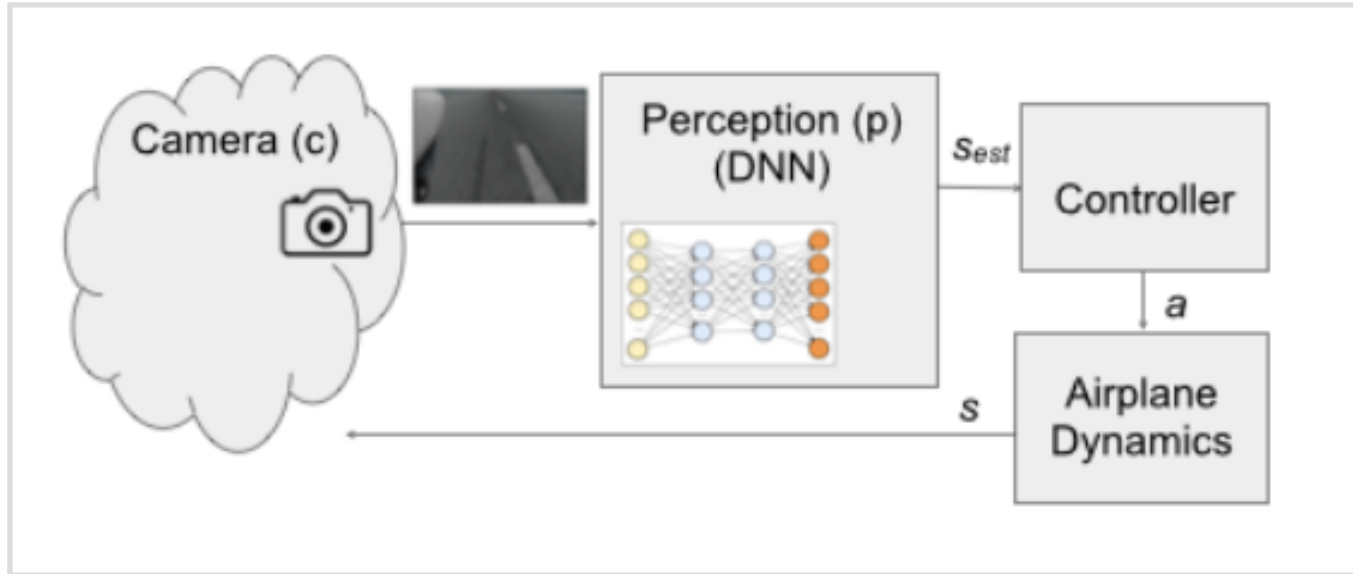 Camera (c)
Perception (p)
(DNN)
s_est
Controller
a
Airplane
Dynamics
s